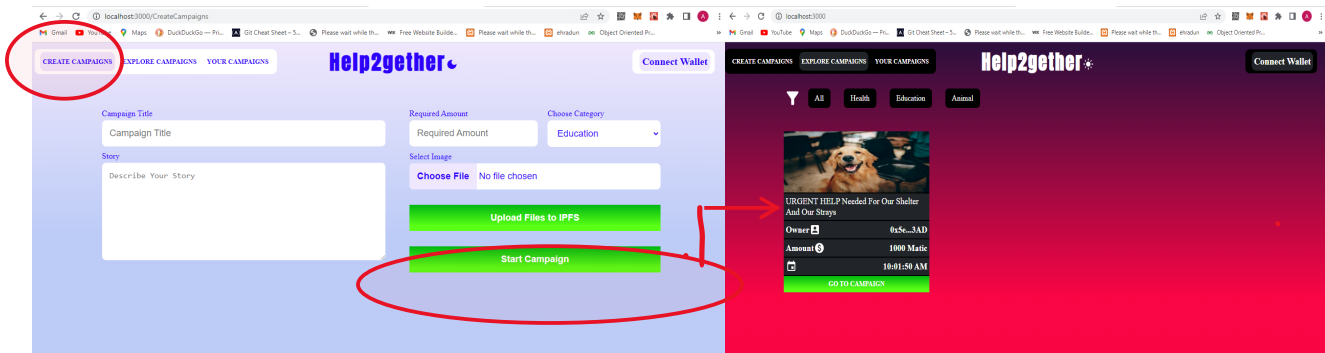 localhost:3000/CreateCampaigns
Gmail YouTube Maps DuckDuckGo — Pri... Git Cheat Sheet – S... Please wait while th... Free Website Builde... Please wait while th... ehradun Object Oriented Pr...
CREATE CAMPAIGNS EXPLORE CAMPAIGNS YOUR CAMPAIGNS
Help2gether
Connect Wallet
Campaign Title
Campaign Title
Story
Describe Your Story
Required Amount
Required Amount
Choose Category
Education
Select Image
Choose File No file chosen
Upload Files to IPFS
Start Campaign
localhost:3000
Gmail YouTube Maps DuckDuckGo — Pri... Git Cheat Sheet – S... Please wait while th... Free Website Builde... Please wait while th... ehradun Object Oriented Pr...
CREATE CAMPAIGNS EXPLORE CAMPAIGNS YOUR CAMPAIGNS
Help2gether
Connect Wallet
All Health Education Animal
URGENT HELP Needed For Our Shelter
And Our Strays
Owner 0x5e...3AD
Amount 1000 Matic
10:01:50 AM
GO TO CAMPAIGN